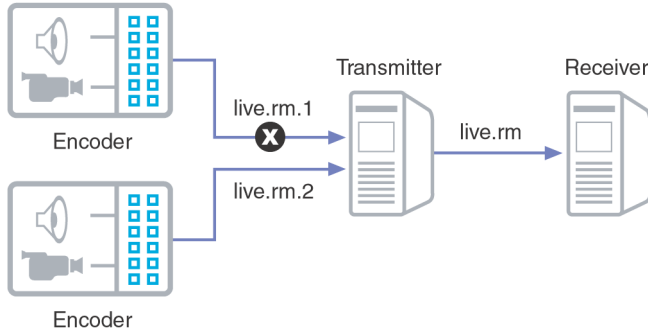 Transmitter
Receiver
live.rm.1
X
Encoder
live.rm
live.rm.2
Encoder